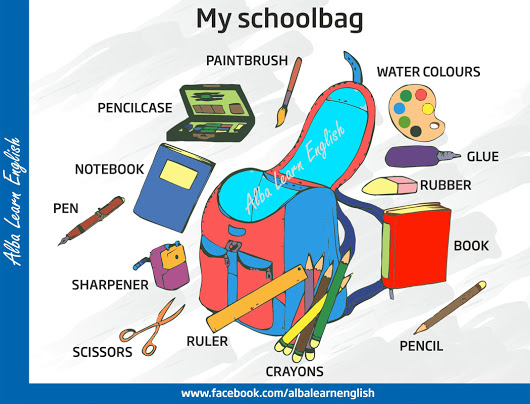 My schoolbag
PAINTBRUSH
WATER COLOURS
PENCILCASE
GLUE
NOTEBOOK
RUBBER
PEN
BOOK
SHARPENER
RULER
PENCIL
SCISSORS
CRAYONS
Alba Learn English
Alba Learn English
www.facebook.com/albalearnenglish